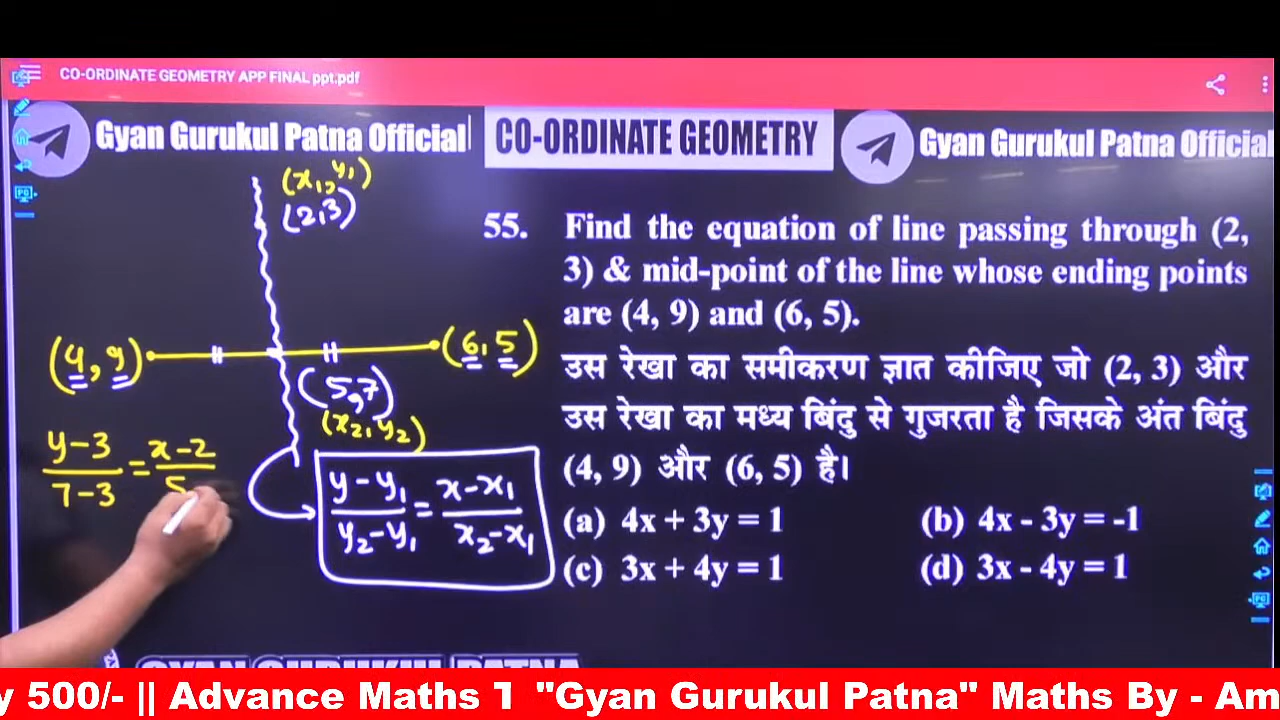 CO-ORDINATE GEOMETRY APP FINAL ppt.pdf
Gyan Gurukul Patna Official
CO-ORDINATE GEOMETRY
Gyan Gurukul Patna Official
(x₁, y₁)
(2,3)
(4, 9)
(6, 5)
(5,7)
(x₂, y₂)
y-3/7-3 = x-2/5
y-y₁/y₂-y₁ = x-x₁/x₂-x₁
55. Find the equation of line passing through (2,
3) & mid-point of the line whose ending points
are (4, 9) and (6, 5).
उस रेखा का समीकरण ज्ञात कीजिए जो (2, 3) और
उस रेखा का मध्य बिंदु से गुजरता है जिसके अंत बिंदु
(4, 9) और (6, 5) है।
(a) 4x + 3y = 1 (b) 4x - 3y = -1
(c) 3x + 4y = 1 (d) 3x - 4y = 1
GYAN GURUKUL PATNA
y 500/- || Advance Maths 1 "Gyan Gurukul Patna" Maths By - Am